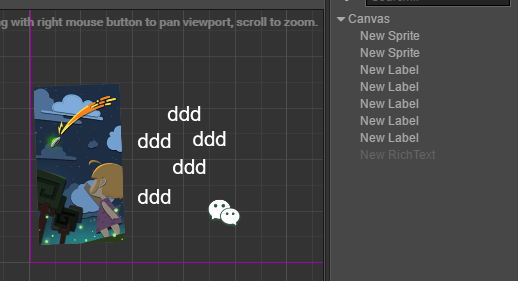 ng with right mouse button to pan viewport, scroll to zoom.
ddd
ddd
ddd
ddd
ddd
Canvas
New Sprite
New Sprite
New Label
New Label
New Label
New Label
New Label
New RichText